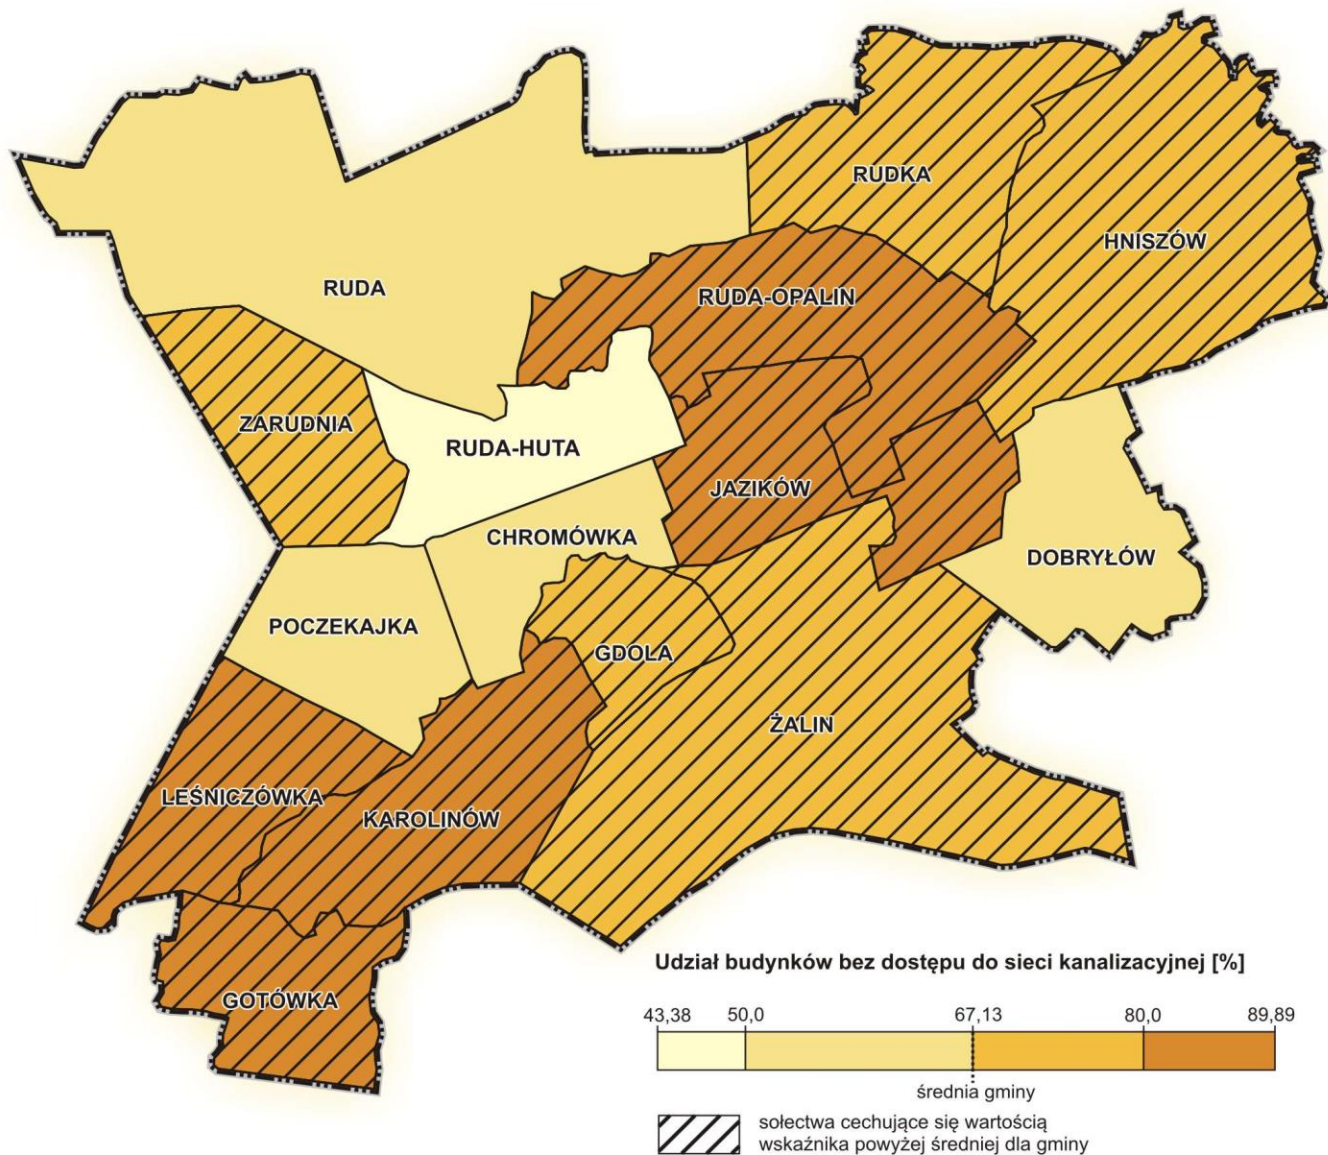 RUDKA
HNISZÓW
RUDA
RUDA-OPALIN
ZARUDNIA
RUDA-HUTA
JAZIKÓW
CHROMÓWKA
DOBRYŁÓW
POCZEKAJKA
GDOLA
ŻALIN
LEŚNICZÓWKA
KAROLINÓW
GOTÓWKA
Udział budynków bez dostępu do sieci kanalizacyjnej [%]
43,38 50,0 67,13 80,0 89,89
średnia gminy
sołectwa cechujące się wartością
wskaźnika powyżej średniej dla gminy